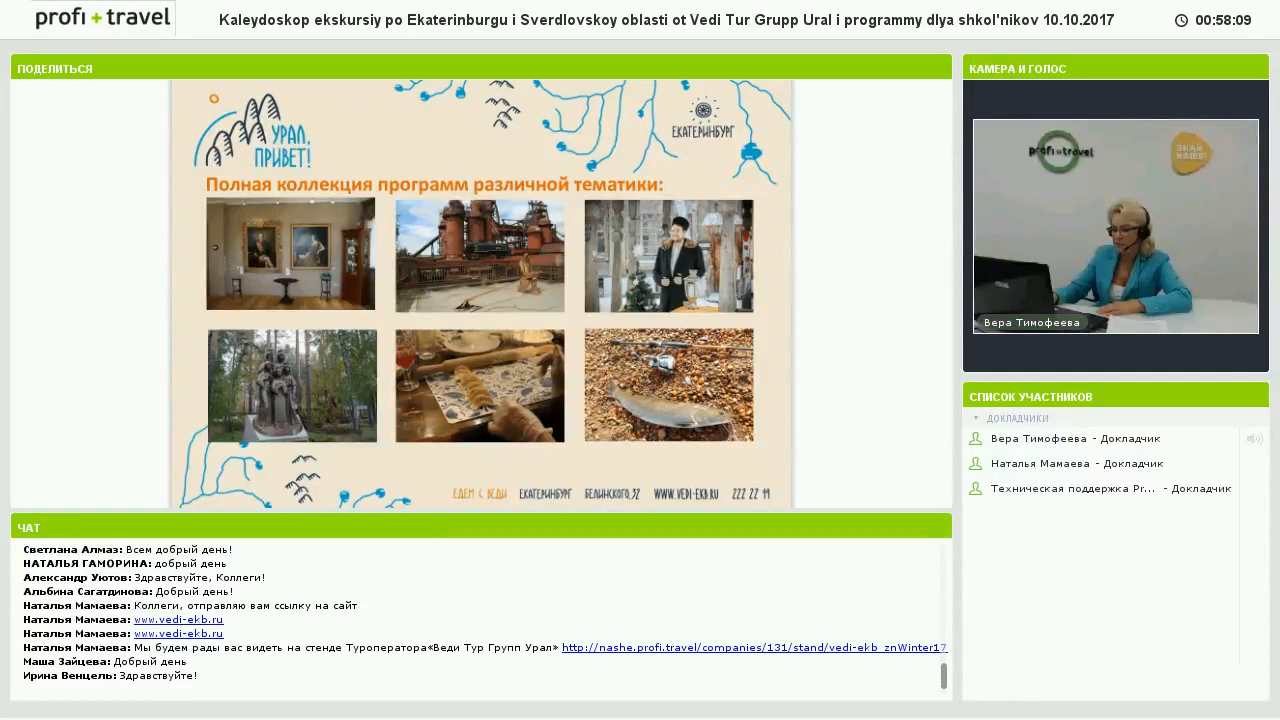 profi+travel
Kaleydoskop ekskursiy po Ekaterinburgu i Sverdlovskoy oblasti ot Vedi Tur Grupp Ural i programmy dlya shkol'nikov 10.10.2017
00:58:09
ПОДЕЛИТЬСЯ
УРАЛ,
ПРИВЕТ!
ЕКАТЕРИНБУРГ
Полная коллекция программ различной тематики:
ЕДЕМ С ВЕДИ ЕКАТЕРИНБУРГ БЕЛИНСКОГО,32 WWW.VEDI-EKB.RU 222 22 99
КАМЕРА И ГОЛОС
profi travel
ЗНАЙ
НАШЕ!
Вера Тимофеева
СПИСОК УЧАСТНИКОВ
ДОКЛАДЧИКИ
Вера Тимофеева - Докладчик
Наталья Мамаева - Докладчик
Техническая поддержка Pr... - Докладчик
ЧАТ
Светлана Алмаз: Всем добрый день!
НАТАЛЬЯ ГАМОРИНА: добрый день
Александр Уютов: Здравствуйте, Коллеги!
Альбина Сагатдинова: Добрый день!
Наталья Мамаева: Коллеги, отправляю вам ссылку на сайт
Наталья Мамаева: www.vedi-ekb.ru
Наталья Мамаева: www.vedi-ekb.ru
Наталья Мамаева: Мы будем рады вас видеть на стенде Туроператора«Веди Тур Групп Урал» http://nashe.profi.travel/companies/131/stand/vedi-ekb_znWinter17
Маша Зайцева: Добрый день
Ирина Венцель: Здравствуйте!